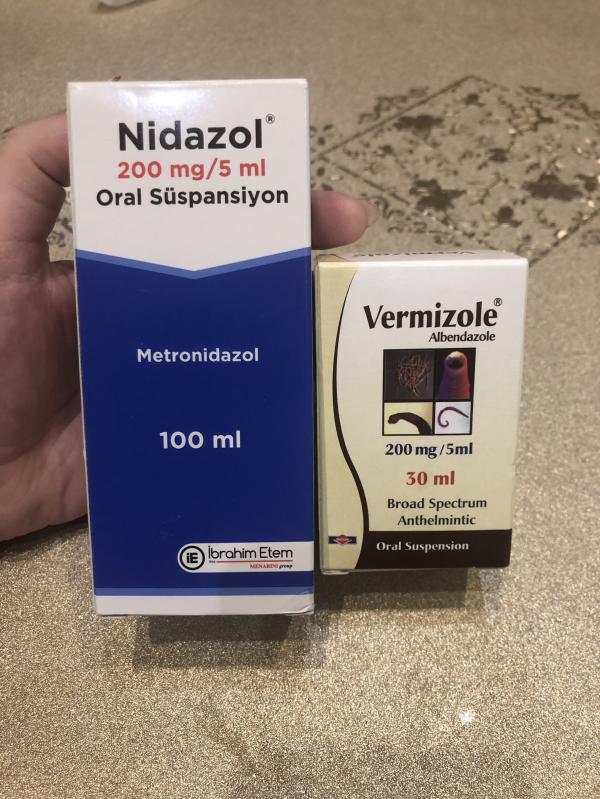 Nidazol®
200 mg/5 ml
Oral Süspansiyon
Metronidazol
100 ml
İE İbrahim Etem
MENARINI group
Vermizole
Vermizole®
Albendazole
200 mg/5ml
30 ml
Broad Spectrum
Anthelmintic
Oral Suspension